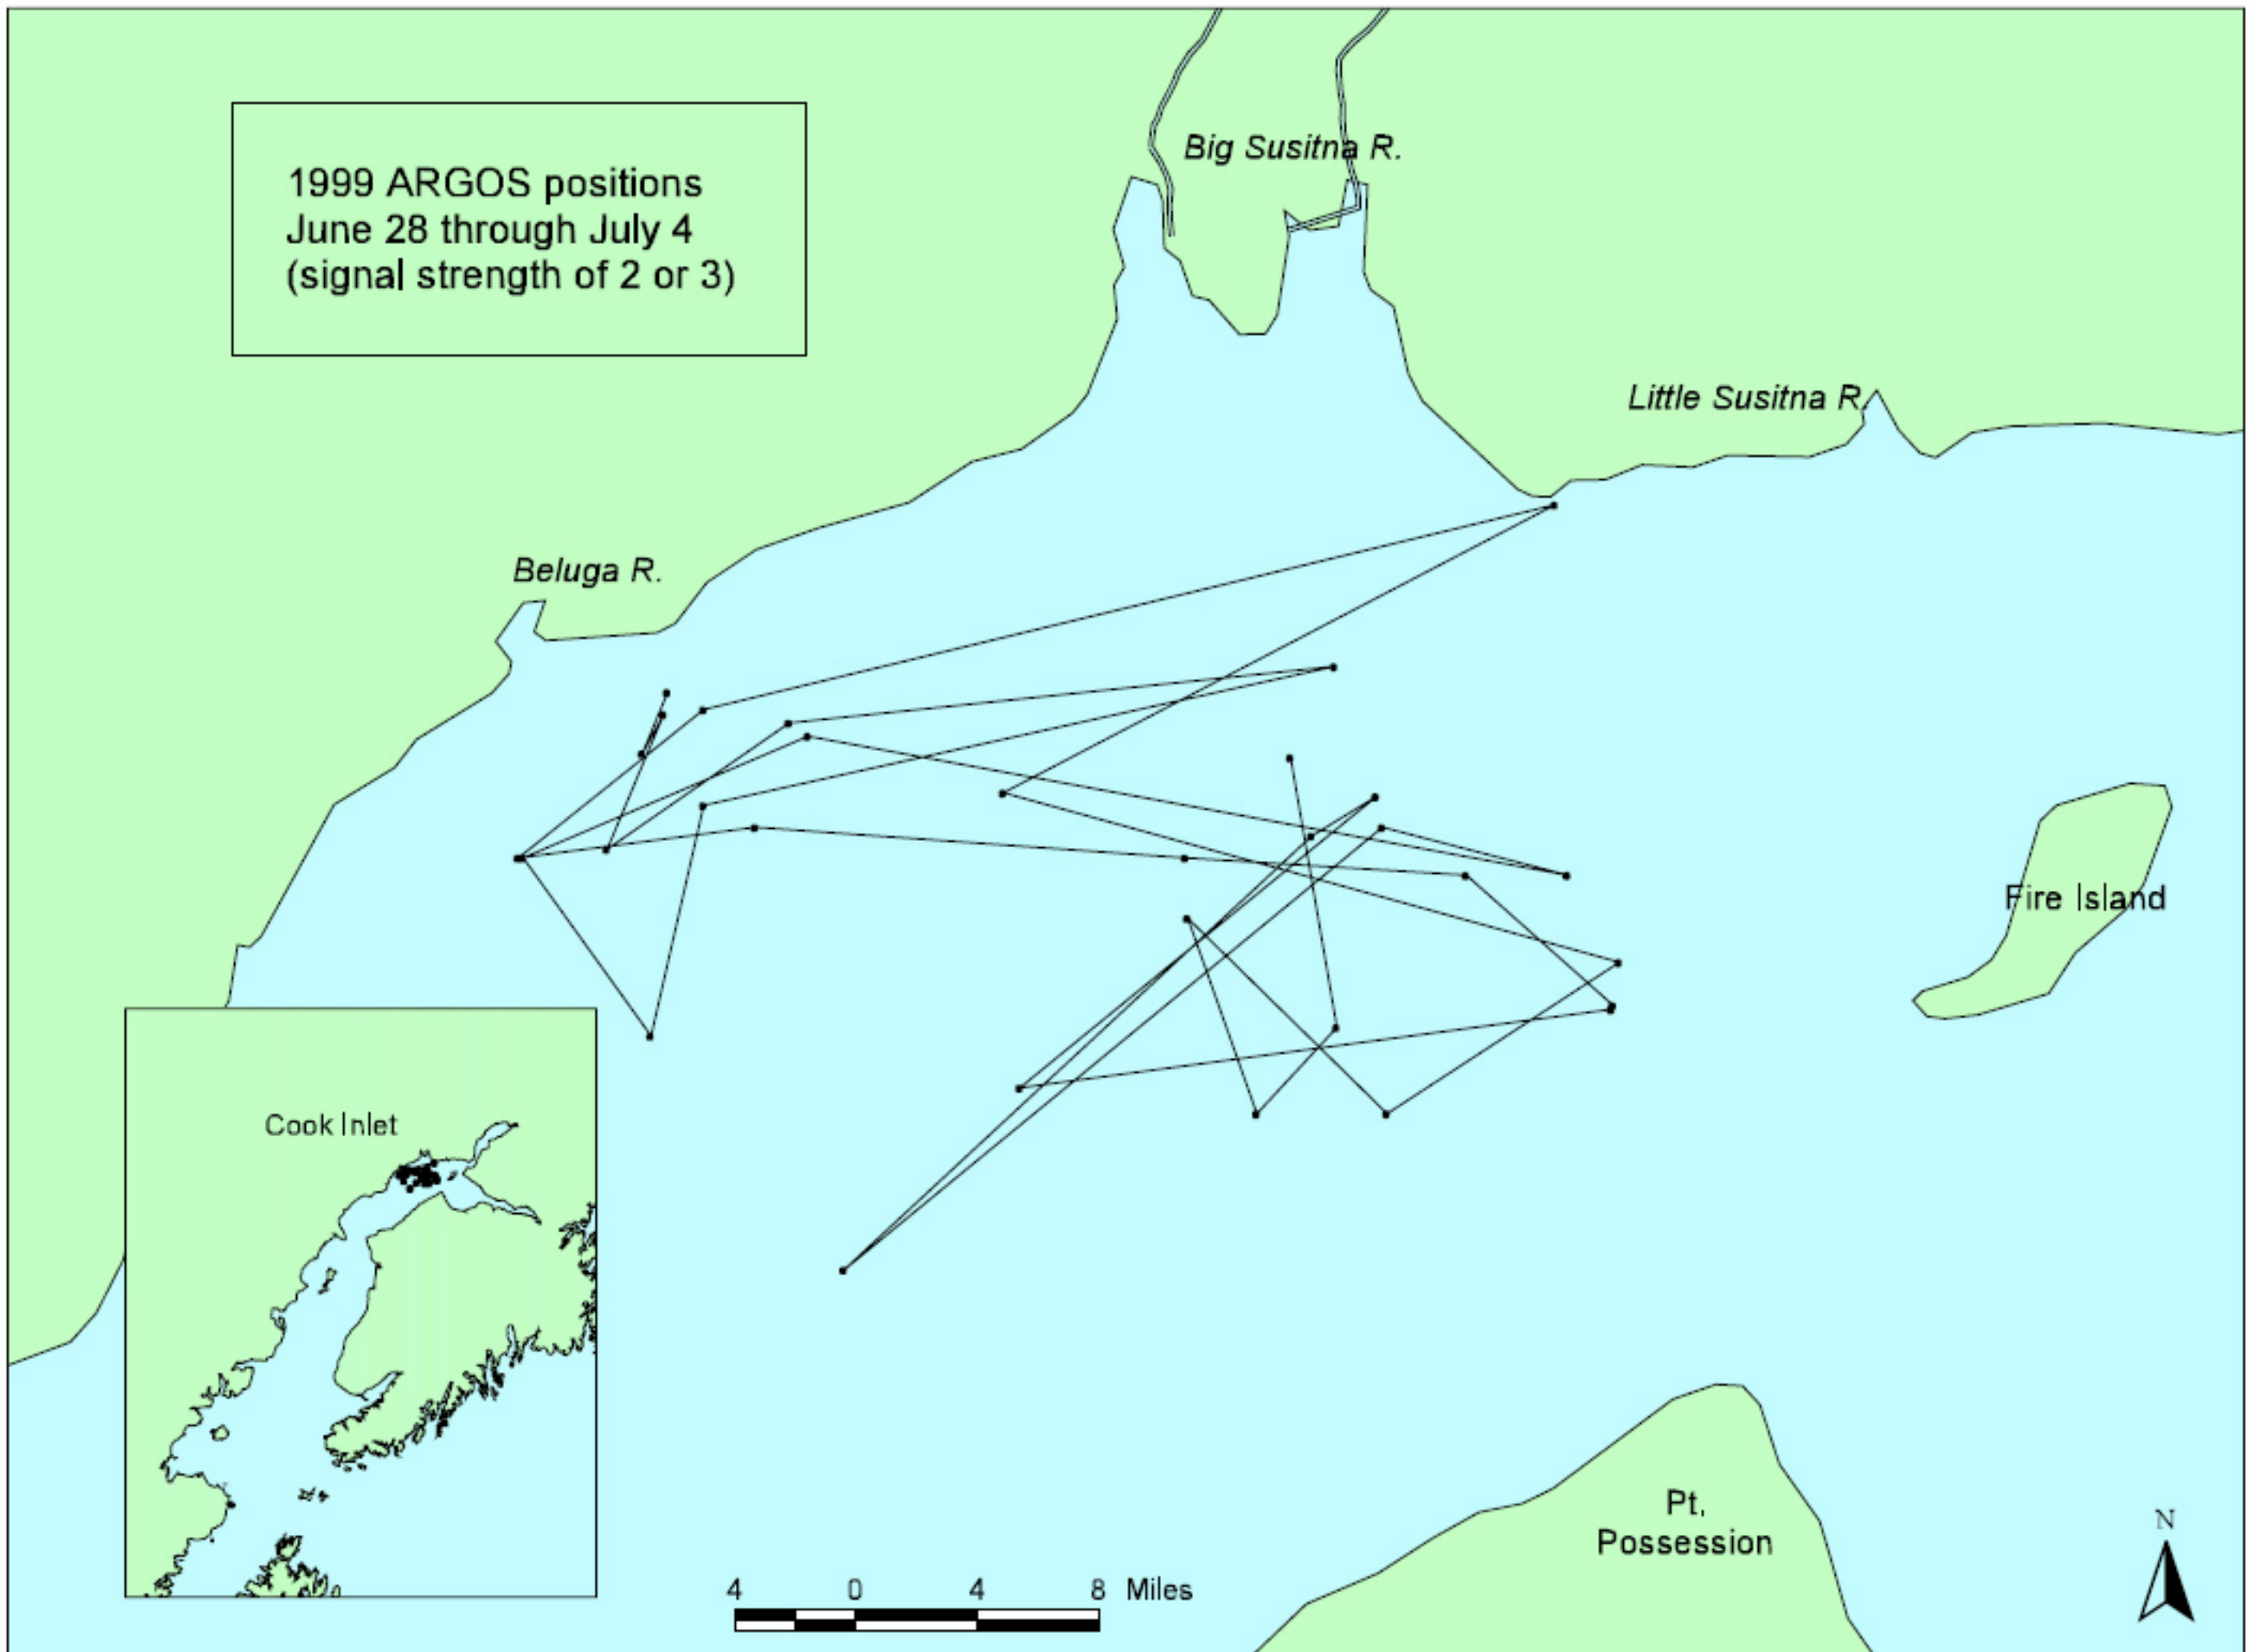 1999 ARGOS positions
June 28 through July 4
(signal strength of 2 or 3)
Big Susitna R.
Little Susitna R.
Beluga R.
Fire Island
Cook Inlet
Pt.
Possession
N
4 0 4 8 Miles